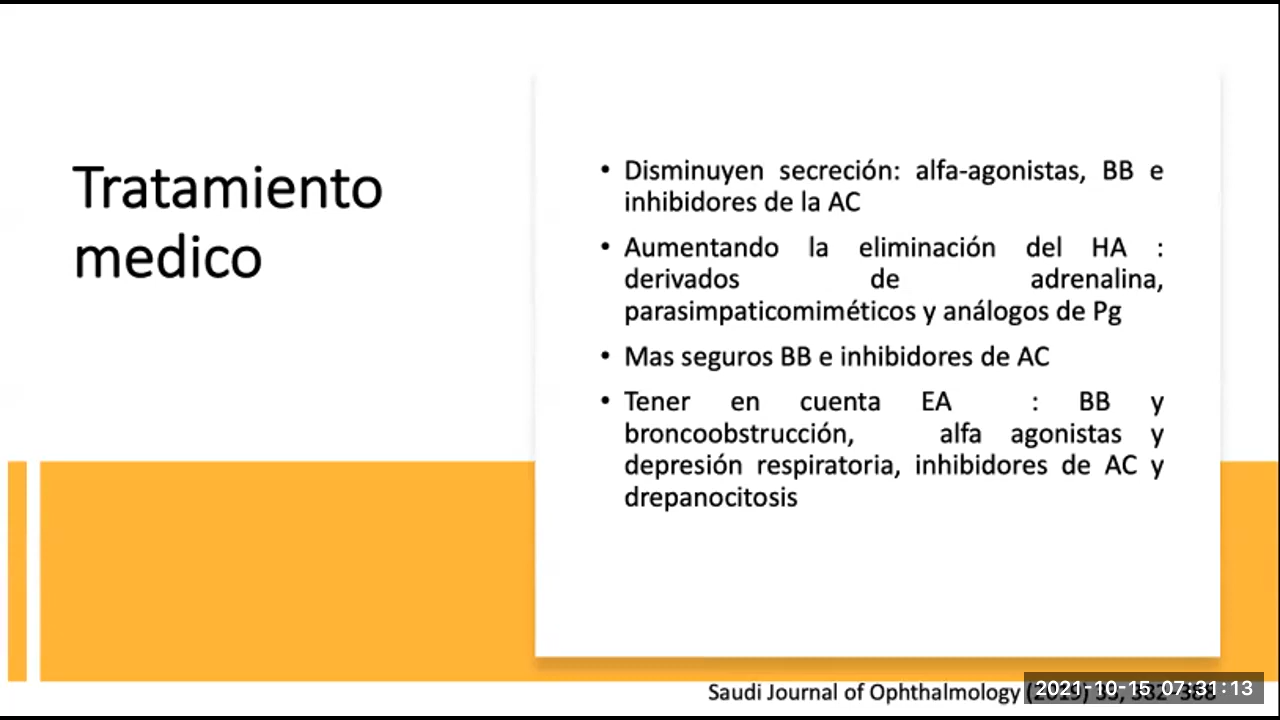 Tratamiento
medico
• Disminuyen secreción: alfa-agonistas, BB e
inhibidores de la AC
• Aumentando la eliminación del HA :
derivados de adrenalina,
parasimpaticomiméticos y análogos de Pg
• Mas seguros BB e inhibidores de AC
• Tener en cuenta EA : BB y
broncoobstrucción, alfa agonistas y
depresión respiratoria, inhibidores de AC y
drepanocitosis
Saudi Journal of Ophthalmology
2021-10-15 07:31:13